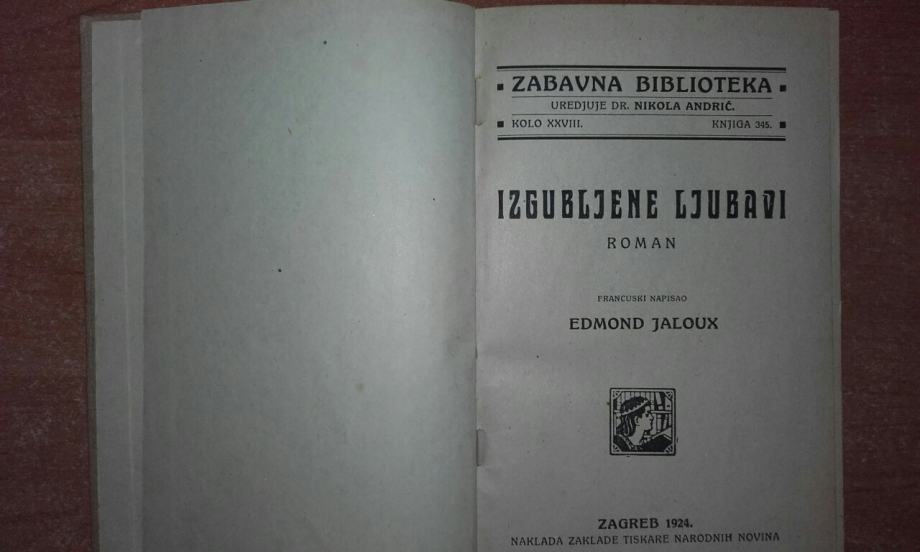 ZABAVNA BIBLIOTEKA
UREDJUJE DR. NIKOLA ANDRIĆ.
KOLO XXVIII. KNJIGA 345.
IZGUBLJENE LJUBAVI
ROMAN
FRANCUSKI NAPISAO
EDMOND JALOUX
ZAGREB 1924.
NAKLADA ZAKLADE TISKARE NARODNIH NOVINA